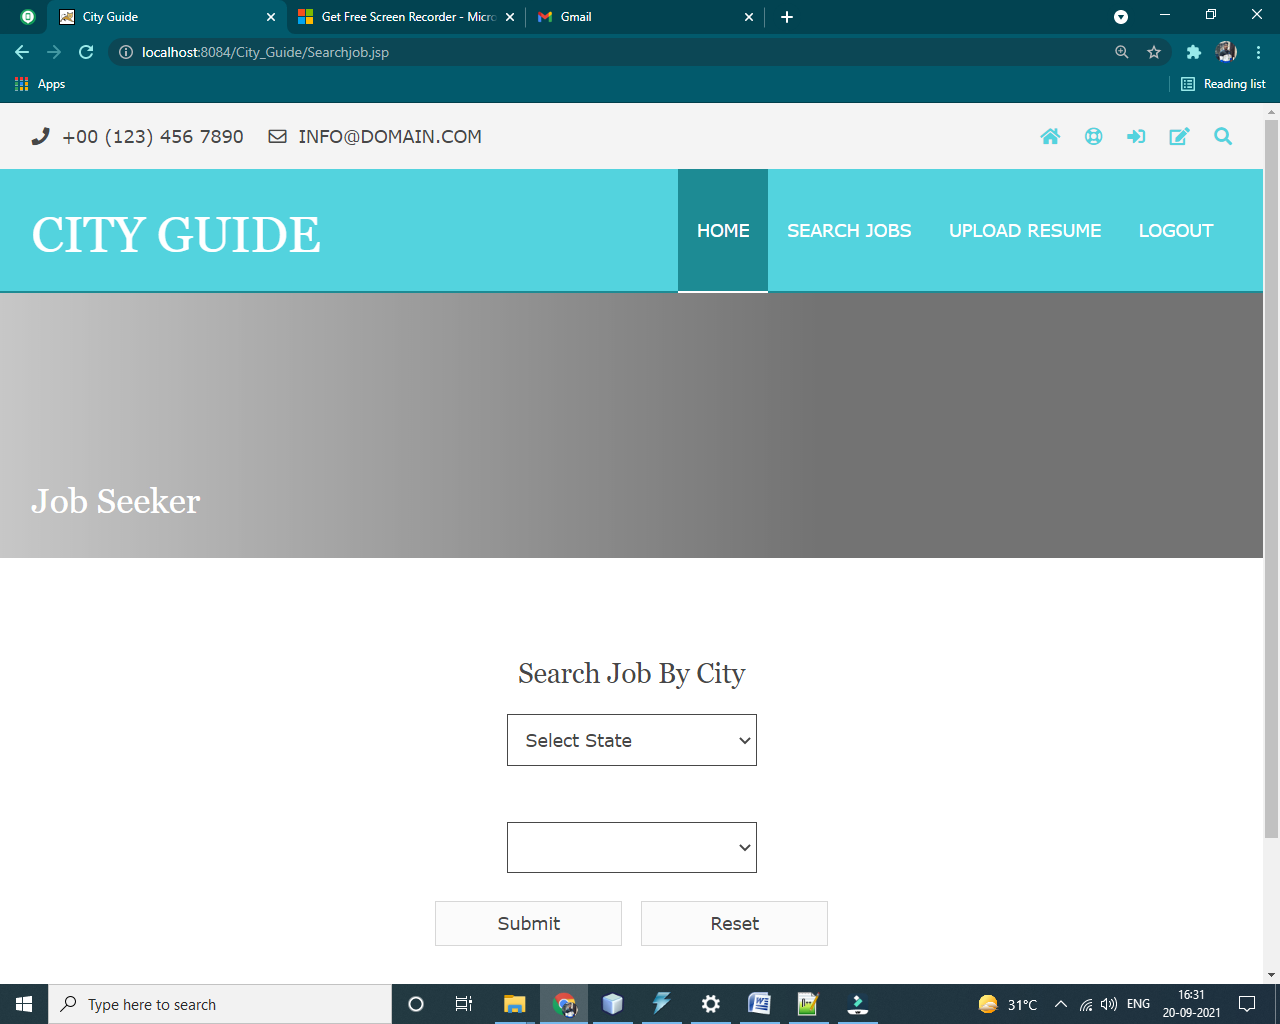 City Guide
Get Free Screen Recorder - Micro
Gmail
localhost:8084/City_Guide/Searchjob.jsp
Apps
Reading list
+00 (123) 456 7890
INFO@DOMAIN.COM
CITY GUIDE
HOME
SEARCH JOBS
UPLOAD RESUME
LOGOUT
Job Seeker
Search Job By City
Select State
Submit
Reset
Type here to search
31°C
ENG
16:31
20-09-2021